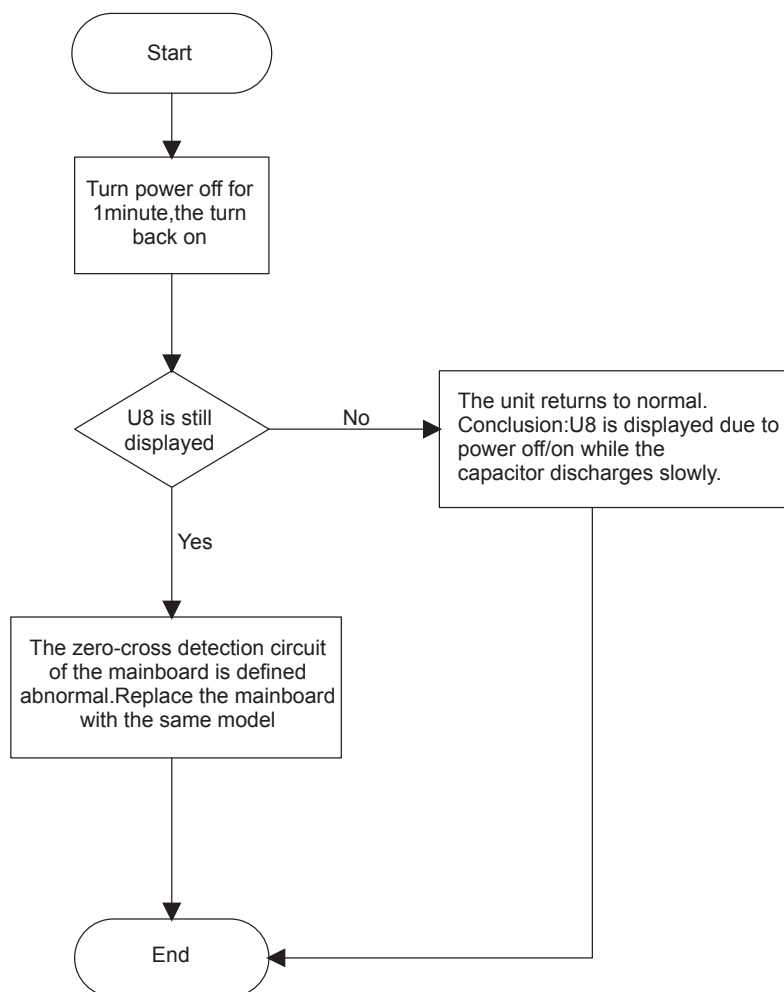 Start
Turn power off for
1minute,the turn
back on
U8 is still
displayed
No
The unit returns to normal.
Conclusion:U8 is displayed due to
power off/on while the
capacitor discharges slowly.
Yes
The zero-cross detection circuit
of the mainboard is defined
abnormal.Replace the mainboard
with the same model
End